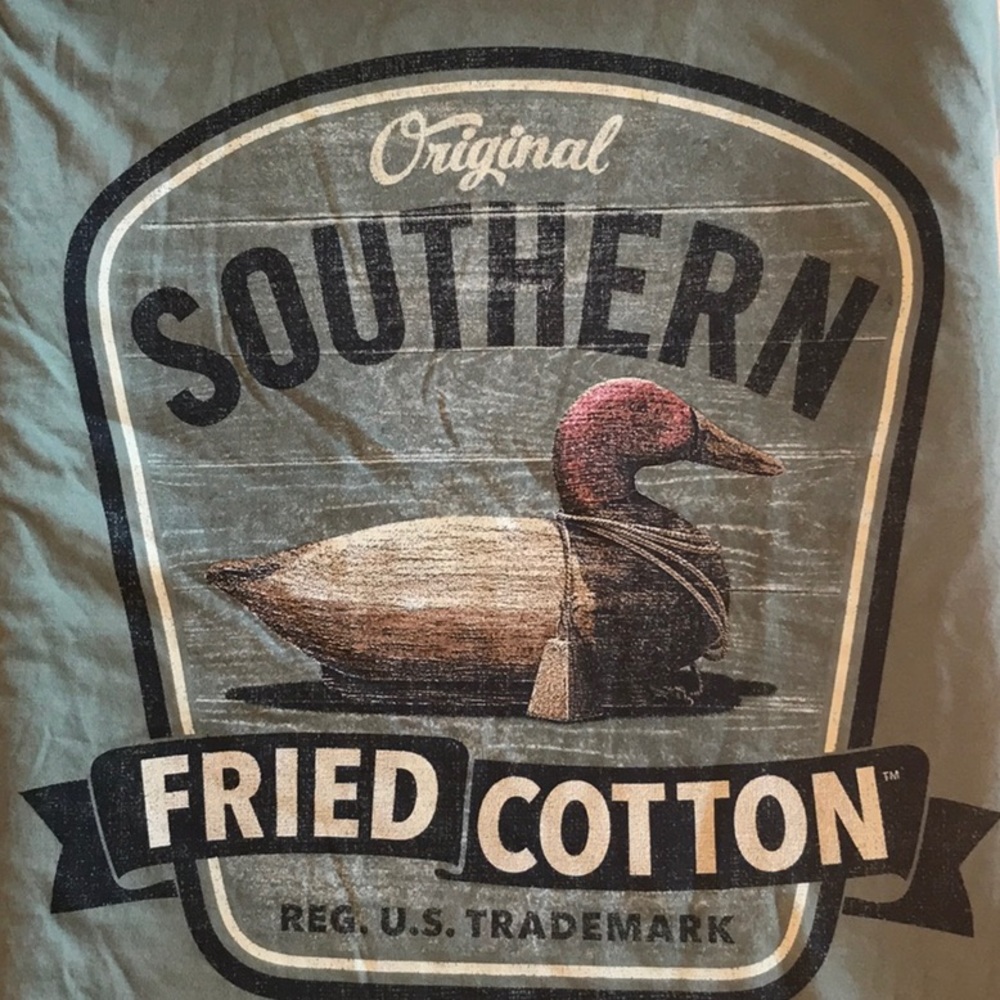 Original
SOUTHERN
FRIED COTTON™
REG. U.S. TRADEMARK